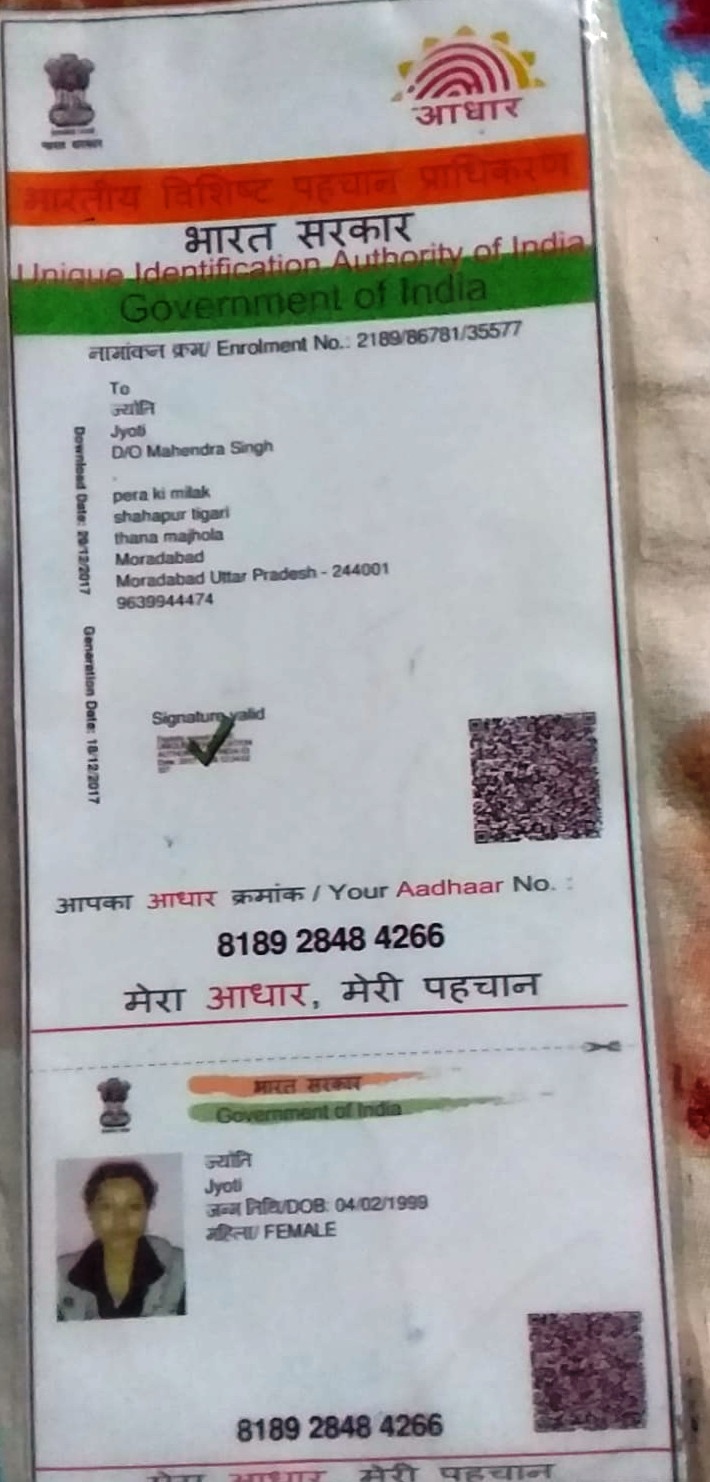 आधार
भारतीय विशिष्ट पहचान प्राधिकरण
भारत सरकार
Unique Identification Authority of India
Government of India
नामांकन क्रम/ Enrolment No.: 2189/86781/35577
To
ज्योति
Jyoti
D/O Mahendra Singh
.
pera ki milak
shahapur tigari
thana majhola
Moradabad
Moradabad Uttar Pradesh - 244001
9639944474
Download Date: 29/12/2017
Generation Date: 18/12/2017
Signature valid
आपका आधार क्रमांक / Your Aadhaar No. :
8189 2848 4266
मेरा आधार, मेरी पहचान
भारत सरकार
Government of India
ज्योति
Jyoti
जन्म तिथि/DOB: 04/02/1999
महिला/ FEMALE
8189 2848 4266
मेरा आधार, मेरी पहचान